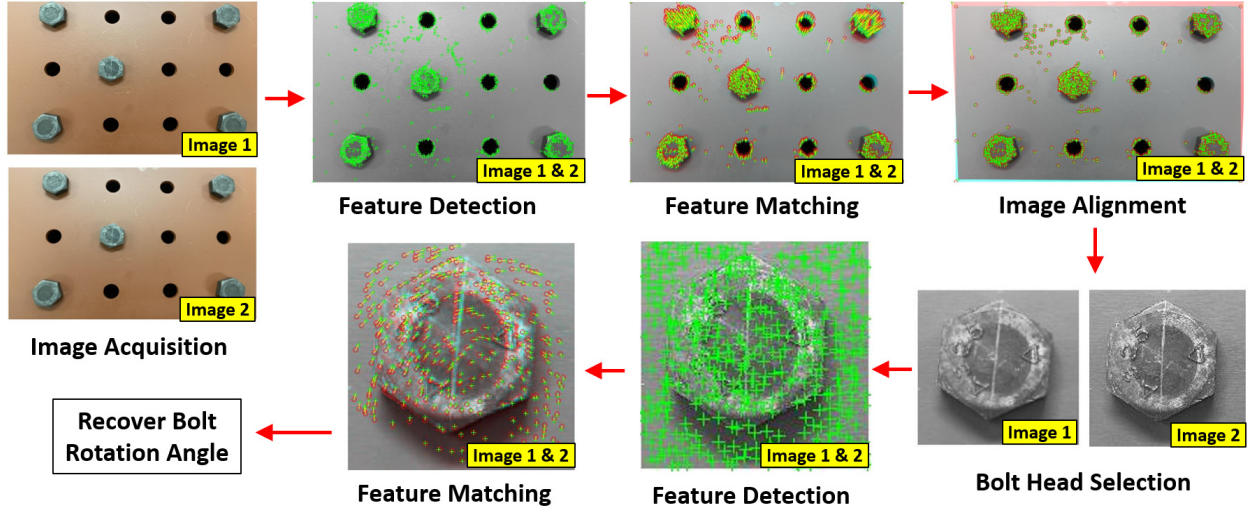 Image 1
Image 2
Image Acquisition
Image 1 & 2
Feature Detection
Image 1 & 2
Feature Matching
Image 1 & 2
Image Alignment
Image 1
Image 2
Bolt Head Selection
Image 1 & 2
Feature Detection
Image 1 & 2
Feature Matching
Recover Bolt
Rotation Angle